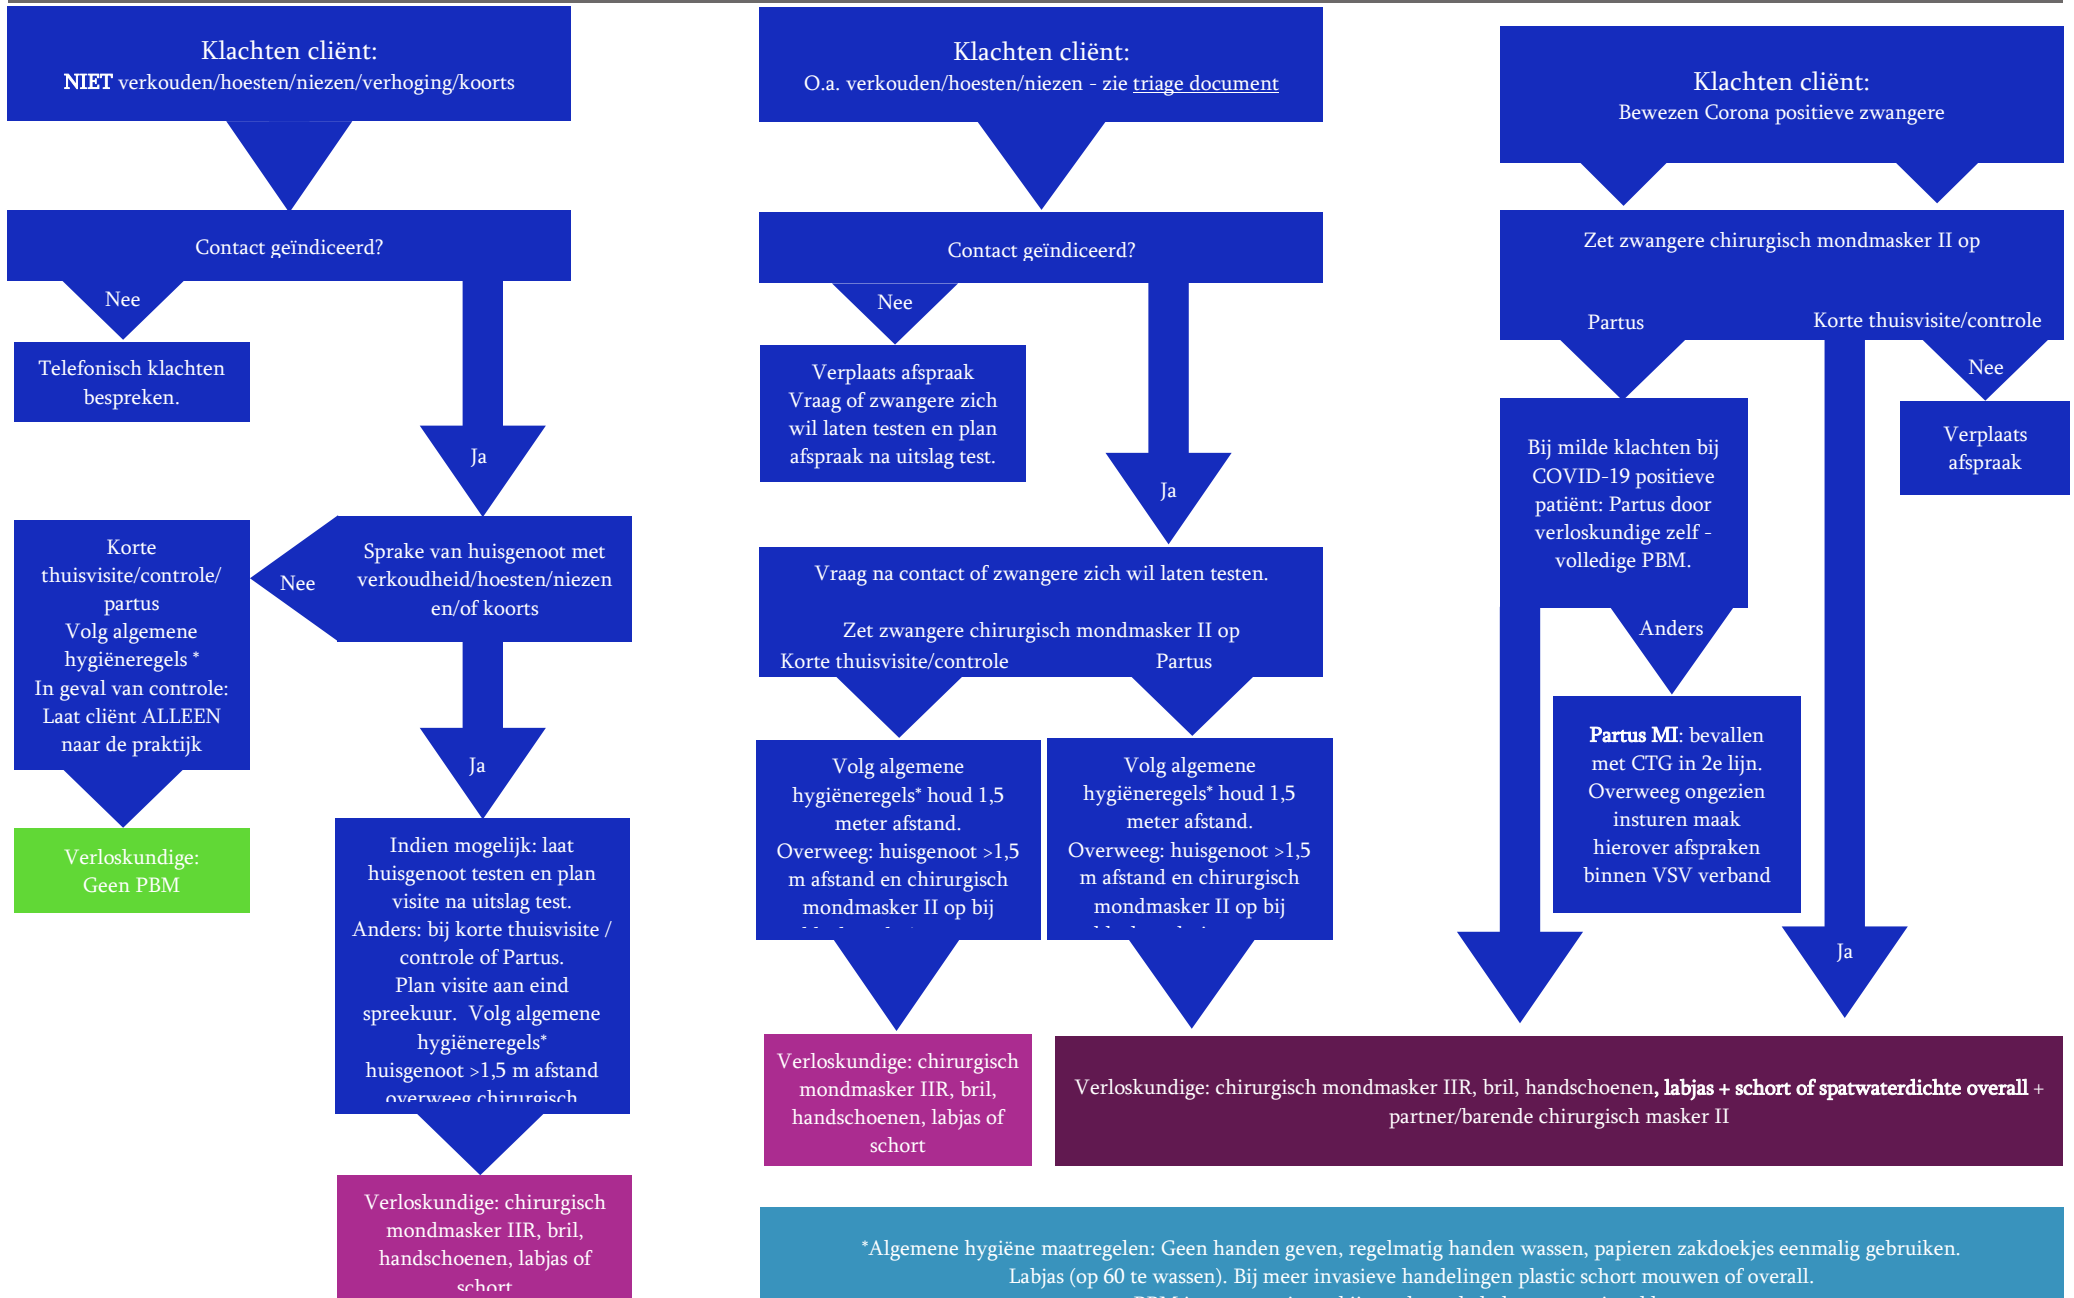 Klachten cliënt:
NIET verkouden/hoesten/niezen/verhoging/koorts
Contact geïndiceerd?
Nee
Telefonisch klachten
bespreken.
Ja
Sprake van huisgenoot met
verkoudheid/hoesten/niezen
en/of koorts
Nee
Korte
thuisvisite/controle/
partus
Volg algemene
hygiëneregels *
In geval van controle:
Laat cliënt ALLEEN
naar de praktijk
Verloskundige:
Geen PBM
Ja
Indien mogelijk: laat
huisgenoot testen en plan
visite na uitslag test.
Anders: bij korte thuisvisite /
controle of Partus.
Plan visite aan eind
spreekuur. Volg algemene
hygiëneregels*
huisgenoot >1,5 m afstand
overweeg chirurgisch
Verloskundige: chirurgisch
mondmasker IIR, bril,
handschoenen, labjas of
schort
Klachten cliënt:
O.a. verkouden/hoesten/niezen - zie triage document
Contact geïndiceerd?
Nee
Verplaats afspraak
Vraag of zwangere zich
wil laten testen en plan
afspraak na uitslag test.
Ja
Vraag na contact of zwangere zich wil laten testen.
Zet zwangere chirurgisch mondmasker II op
Korte thuisvisite/controle
Partus
Volg algemene
hygiëneregels* houd 1,5
meter afstand.
Overweeg: huisgenoot >1,5
m afstand en chirurgisch
mondmasker II op bij
Volg algemene
hygiëneregels* houd 1,5
meter afstand.
Overweeg: huisgenoot >1,5
m afstand en chirurgisch
mondmasker II op bij
Verloskundige: chirurgisch
mondmasker IIR, bril,
handschoenen, labjas of
schort
Klachten cliënt:
Bewezen Corona positieve zwangere
Zet zwangere chirurgisch mondmasker II op
Partus
Korte thuisvisite/controle
Nee
Verplaats
afspraak
Bij milde klachten bij
COVID-19 positieve
patiënt: Partus door
verloskundige zelf -
volledige PBM.
Anders
Partus MI: bevallen
met CTG in 2e lijn.
Overweeg ongezien
insturen maak
hierover afspraken
binnen VSV verband
Ja
Verloskundige: chirurgisch mondmasker IIR, bril, handschoenen, labjas + schort of spatwaterdichte overall +
partner/barende chirurgisch masker II
*Algemene hygiëne maatregelen: Geen handen geven, regelmatig handen wassen, papieren zakdoekjes eenmalig gebruiken.
Labjas (op 60 te wassen). Bij meer invasieve handelingen plastic schort mouwen of overall.